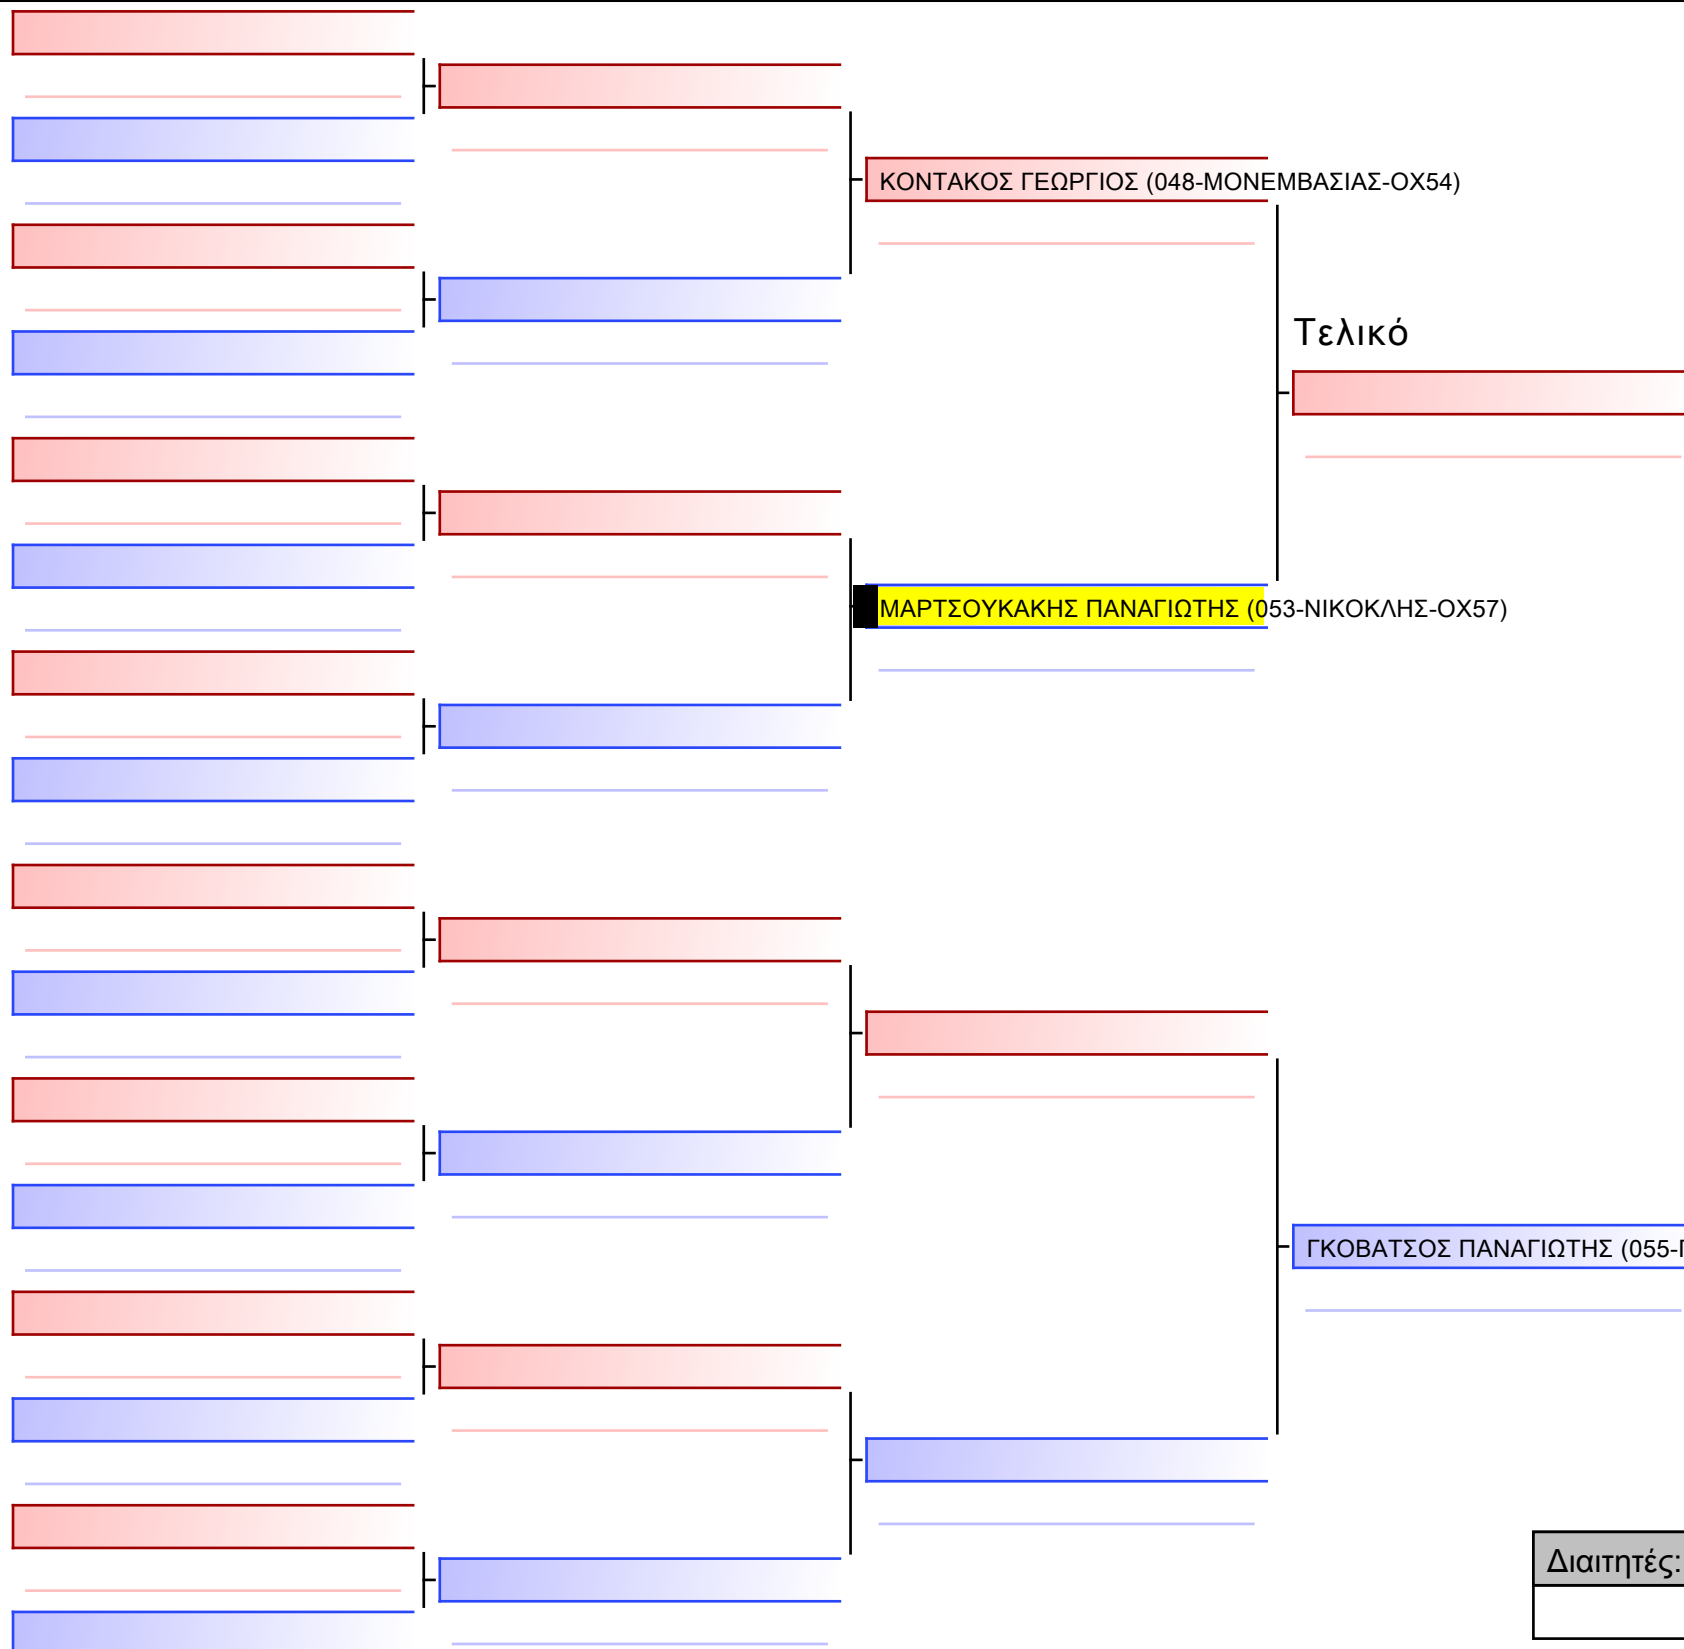 ΚΟΝΤΑΚΟΣ ΓΕΩΡΓΙΟΣ (048-ΜΟΝΕΜΒΑΣΙΑΣ-ΟΧ54)
Τελικό
ΜΑΡΤΣΟΥΚΑΚΗΣ ΠΑΝΑΓΙΩΤΗΣ (053-ΝΙΚΟΚΛΗΣ-ΟΧ57)
ΓΚΟΒΑΤΣΟΣ ΠΑΝΑΓΙΩΤΗΣ (055-
Διαιτητές: